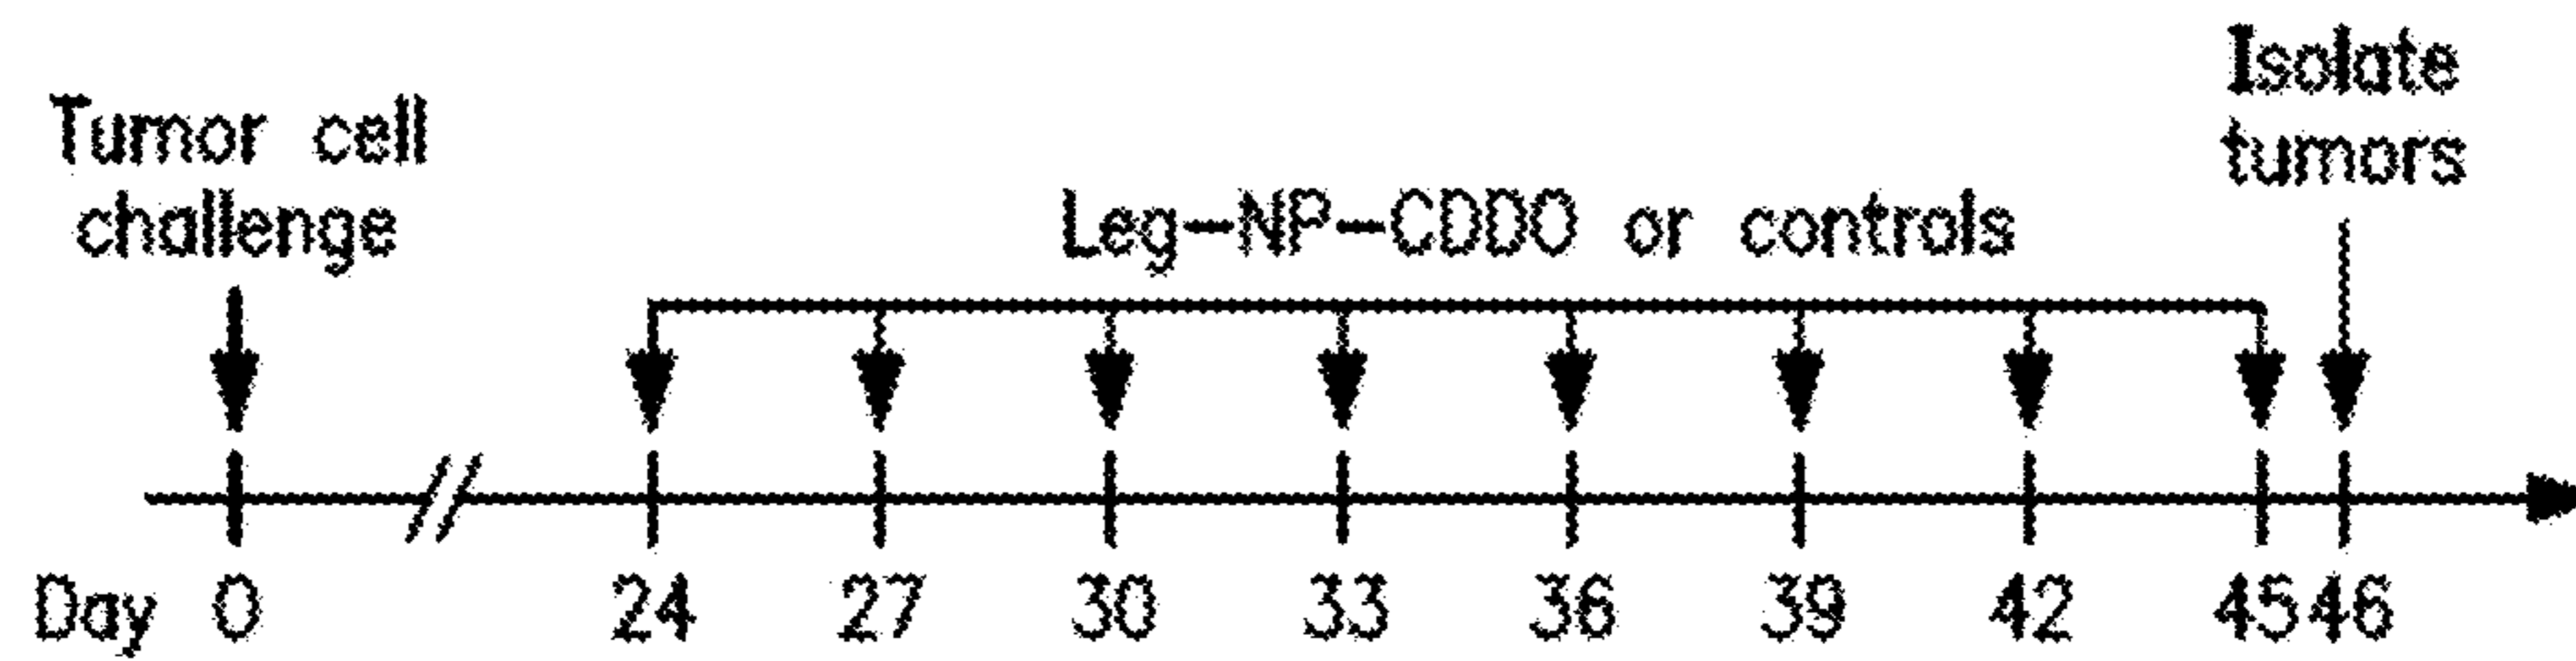 Tumor cell
challenge
Leg-NP-CDDO or controls
Isolate
tumors
Day 0 24 27 30 33 36 39 42 45 46